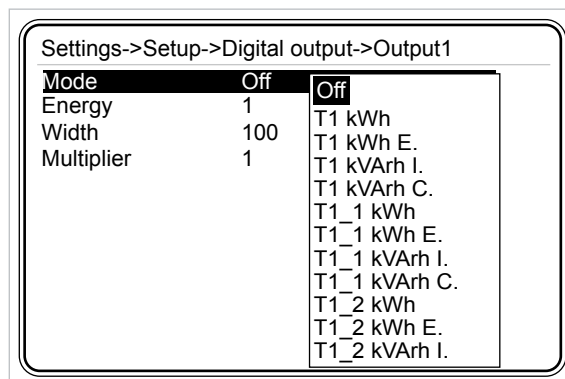 Settings->Setup->Digital output->Output1
Mode Off
Energy 1
Width 100
Multiplier 1
Off
T1 kWh
T1 kWh E.
T1 kVArh I.
T1 kVArh C.
T1_1 kWh
T1_1 kWh E.
T1_1 kVArh I.
T1_1 kVArh C.
T1_2 kWh
T1_2 kWh E.
T1_2 kVArh I.